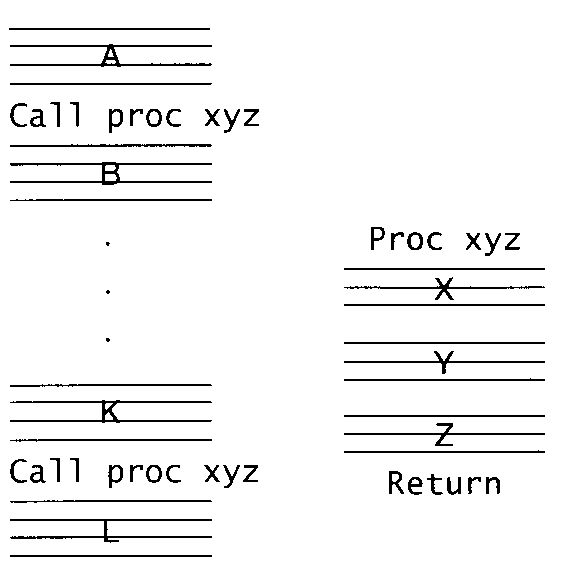 A
Call proc xyz
B
.
.
.
K
Call proc xyz
L
Proc xyz
X
Y
Z
Return